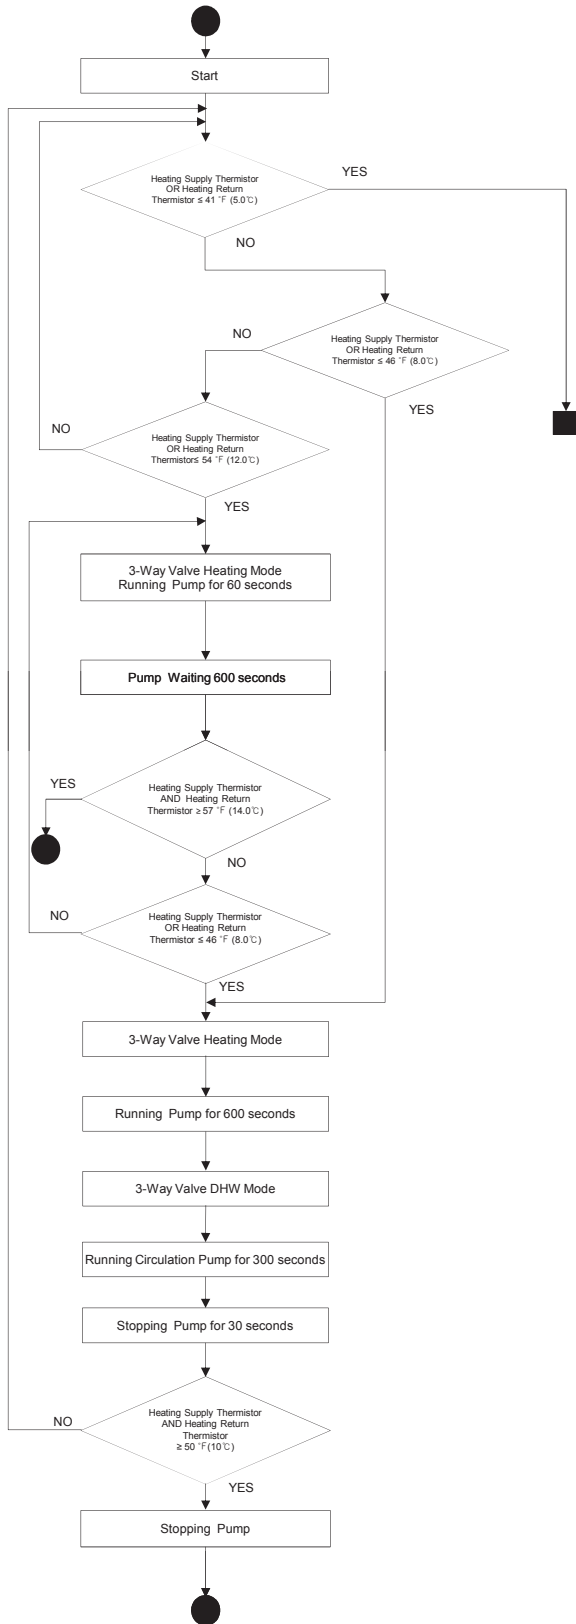 Start
Heating Supply Thermistor
OR Heating Return
Thermistor ≤ 41 °F (5.0℃)
YES
NO
Heating Supply Thermistor
OR Heating Return
Thermistor ≤ 46 °F (8.0℃)
NO
YES
Heating Supply Thermistor
OR Heating Return
Thermistor≤ 54 °F (12.0℃)
NO
YES
3-Way Valve Heating Mode
Running Pump for 60 seconds
Pump Waiting 600 seconds
Heating Supply Thermistor
AND Heating Return
Thermistor ≥ 57 °F (14.0℃)
YES
NO
Heating Supply Thermistor
OR Heating Return
Thermistor ≤ 46 °F (8.0℃)
NO
YES
3-Way Valve Heating Mode
Running Pump for 600 seconds
3-Way Valve DHW Mode
Running Circulation Pump for 300 seconds
Stopping Pump for 30 seconds
Heating Supply Thermistor
AND Heating Return
Thermistor
≥ 50 °F(10℃)
NO
YES
Stopping Pump